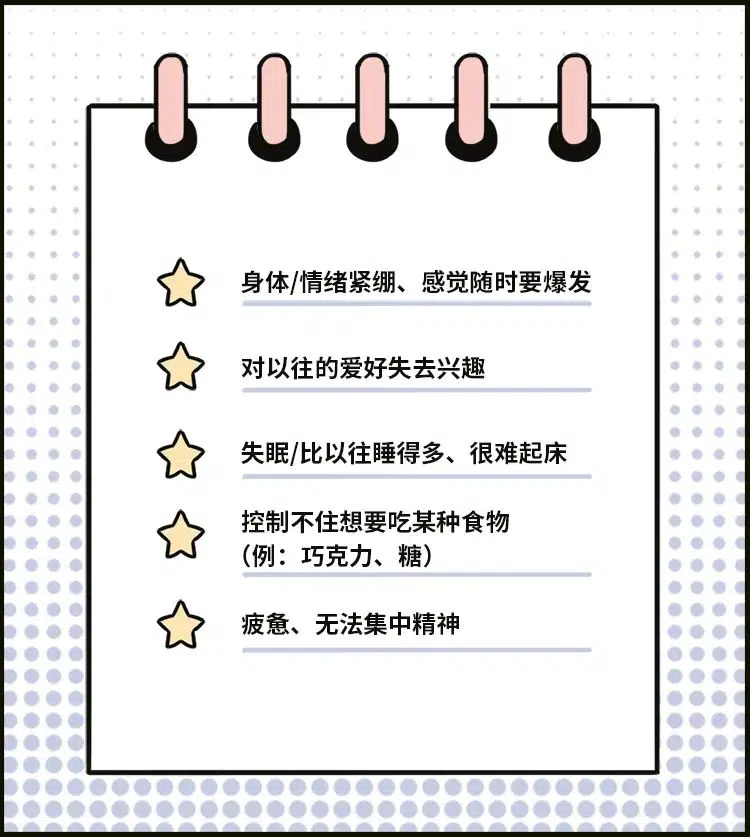 身体/情绪紧绷、感觉随时要爆发
对以往的爱好失去兴趣
失眠/比以往睡得多、很难起床
控制不住想要吃某种食物
（例：巧克力、糖）
疲惫、无法集中精神